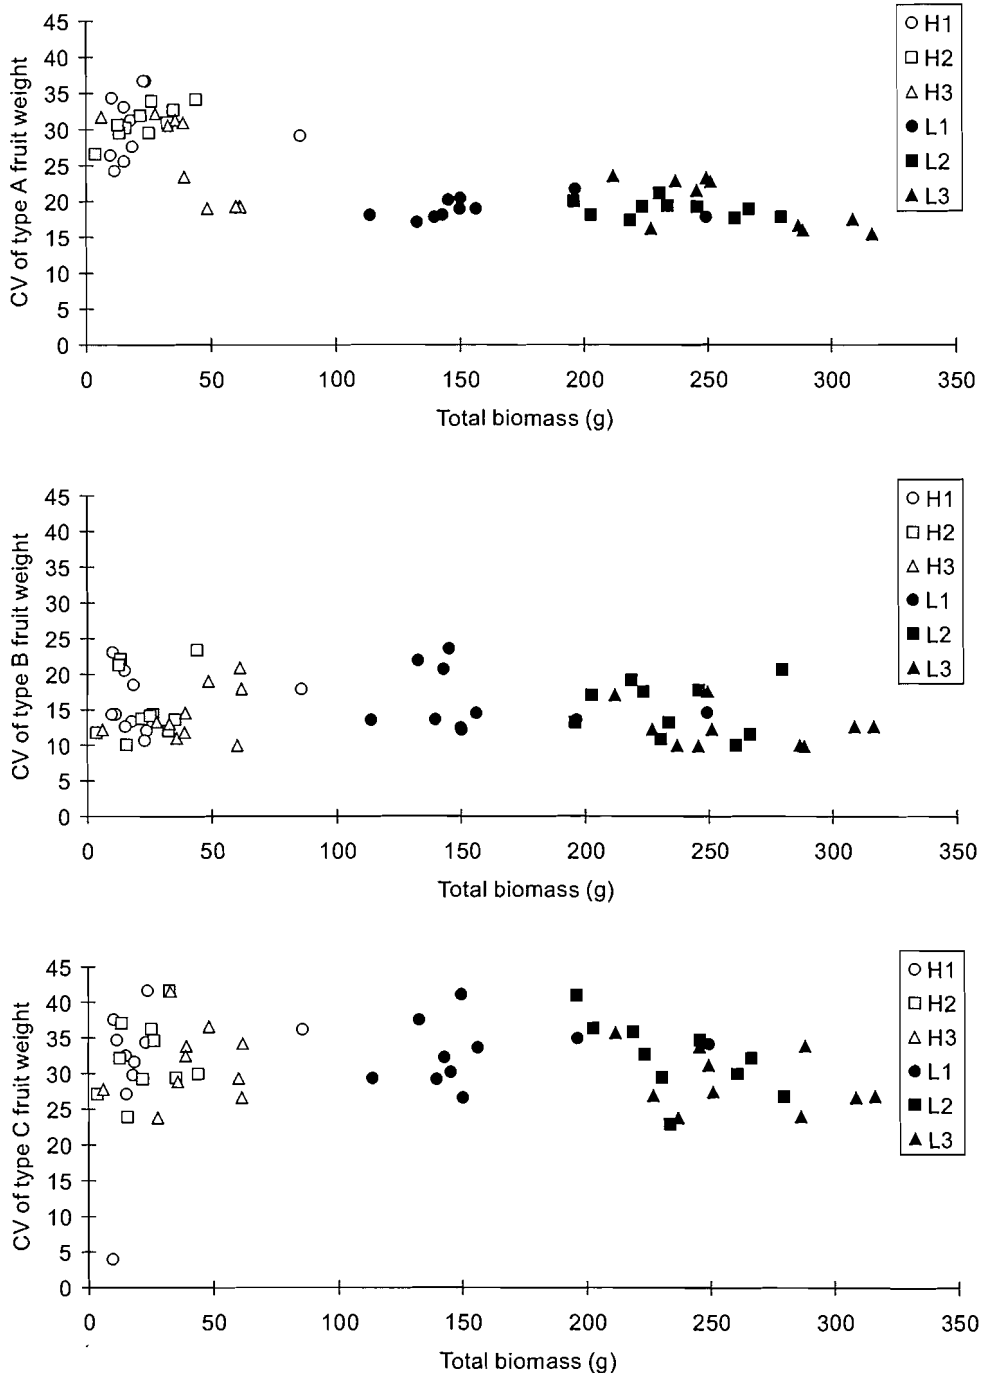 CV of type A fruit weight
45
40
35
30
25
20
15
10
5
0
0 50 100 150 200 250 300 350
Total biomass (g)
H1
H2
H3
L1
L2
L3
CV of type B fruit weight
45
40
35
30
25
20
15
10
5
0
0 50 100 150 200 250 300 350
Total biomass (g)
H1
H2
H3
L1
L2
L3
CV of type C fruit weight
45
40
35
30
25
20
15
10
5
0
0 50 100 150 200 250 300 350
Total biomass (g)
H1
H2
H3
L1
L2
L3